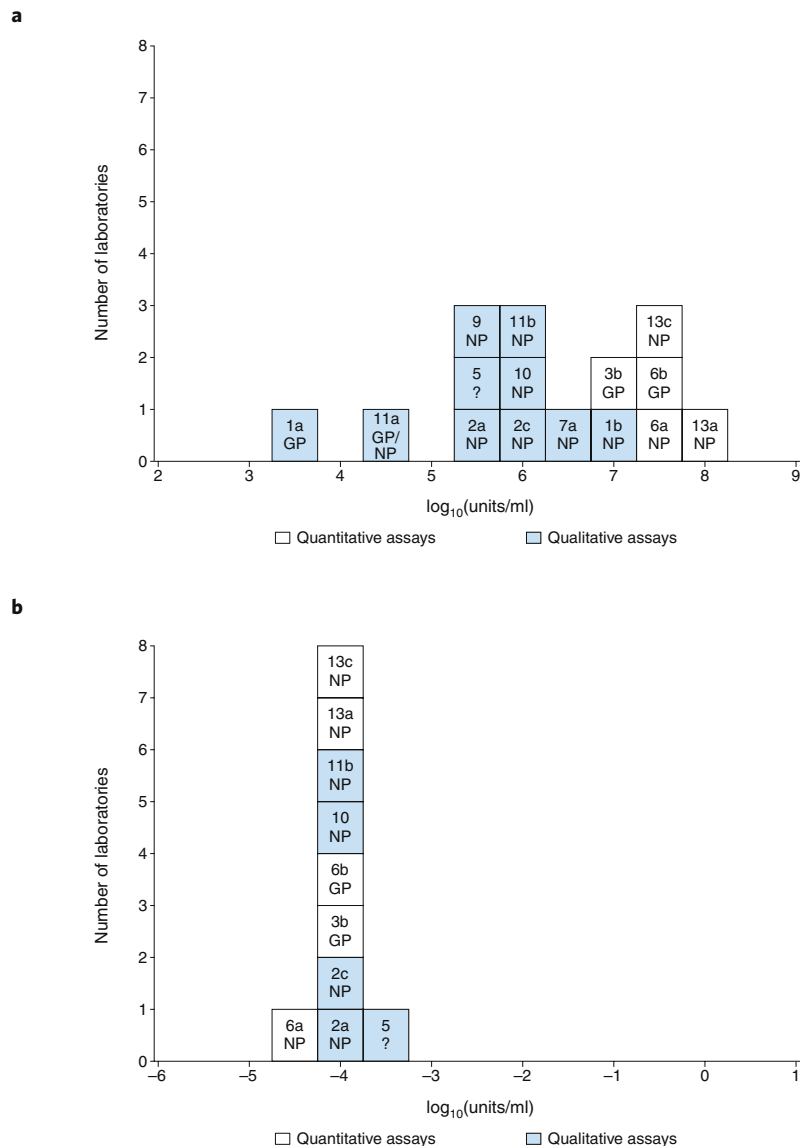 a
8
7
6
5
4
3
2
1
0
Number of laboratories
9
NP
11b
NP
13c
NP
5
?
10
NP
3b
GP
6b
GP
1a
GP
11a
GP/
NP
2a
NP
2c
NP
7a
NP
1b
NP
6a
NP
13a
NP
2 3 4 5 6 7 8 9
log10(units/ml)
Quantitative assays Qualitative assays
b
8
7
6
5
4
3
2
1
0
Number of laboratories
13c
NP
13a
NP
11b
NP
10
NP
6b
GP
3b
GP
2c
NP
6a
NP
2a
NP
5
?
–6 –5 –4 –3 –2 –1 0 1
log10(units/ml)
Quantitative assays Qualitative assays